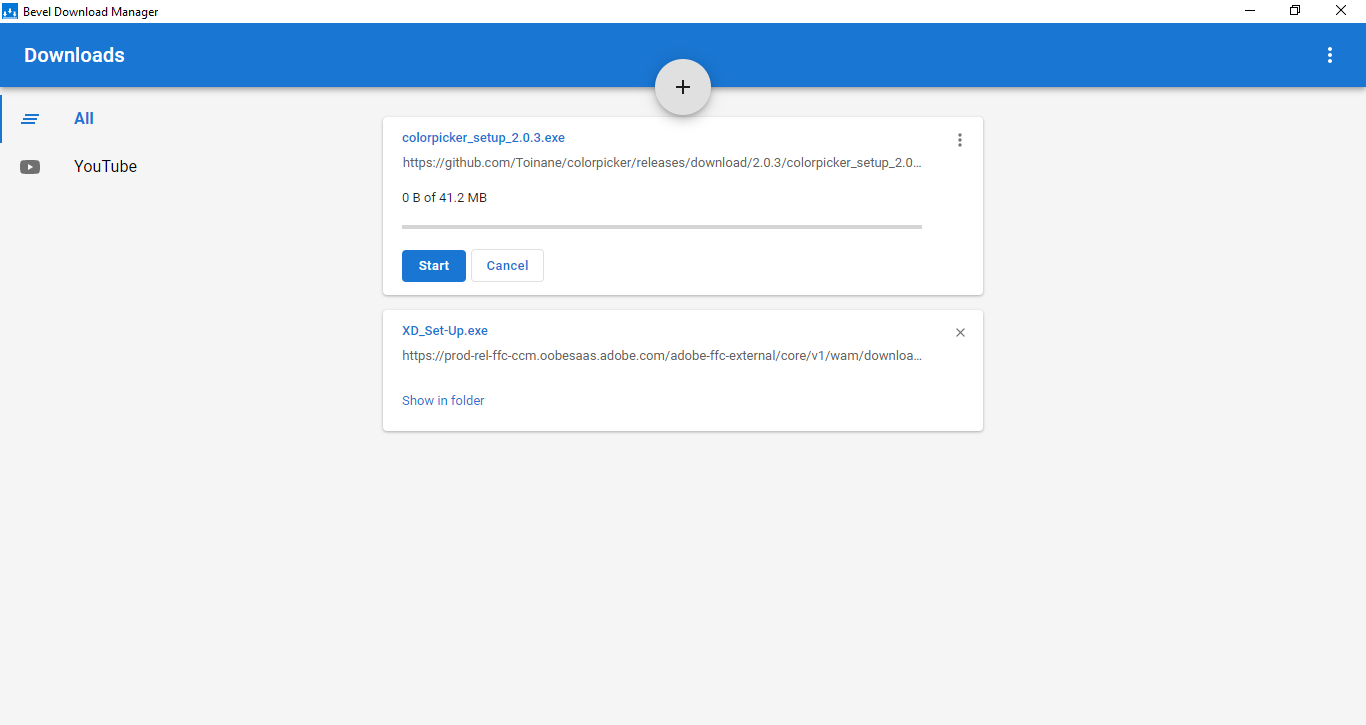 Bevel Download Manager
Downloads
All
YouTube
colorpicker_setup_2.0.3.exe
https://github.com/Toinane/colorpicker/releases/download/2.0.3/colorpicker_setup_2.0...
0 B of 41.2 MB
Start Cancel
XD_Set-Up.exe
https://prod-rel-ffc-ccm.oobesaas.adobe.com/adobe-ffc-external/core/v1/wam/downloa...
Show in folder